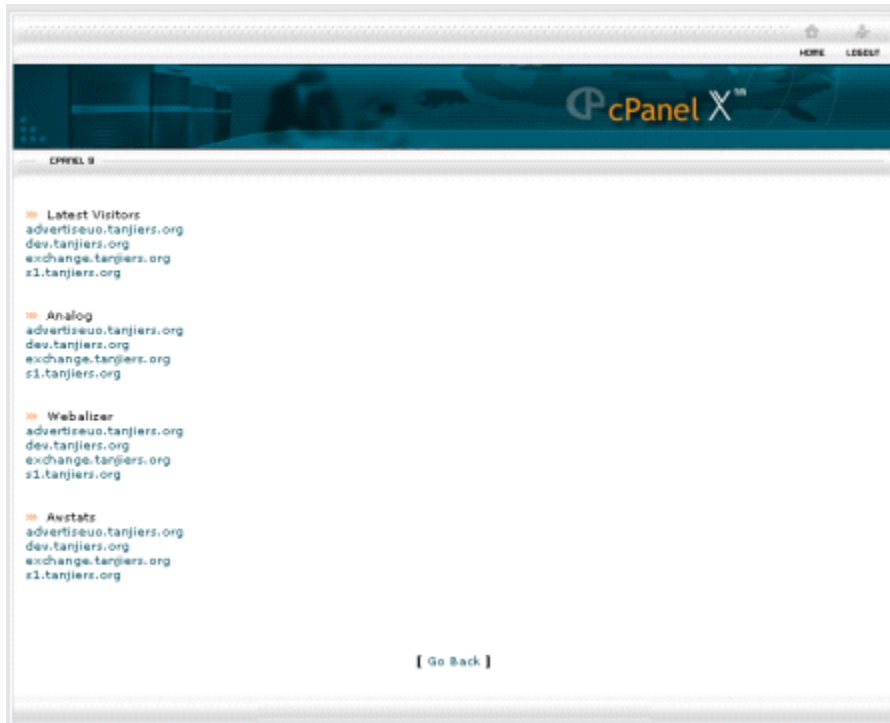 HOME LOGOUT
cPanel X™
CPANEL 9
Latest Visitors
advertiseuo.tanjiers.org
dev.tanjiers.org
exchange.tanjiers.org
s1.tanjiers.org
Analog
advertiseuo.tanjiers.org
dev.tanjiers.org
exchange.tanjiers.org
s1.tanjiers.org
Webalizer
advertiseuo.tanjiers.org
dev.tanjiers.org
exchange.tanjiers.org
s1.tanjiers.org
Awstats
advertiseuo.tanjiers.org
dev.tanjiers.org
exchange.tanjiers.org
s1.tanjiers.org
[ Go Back ]